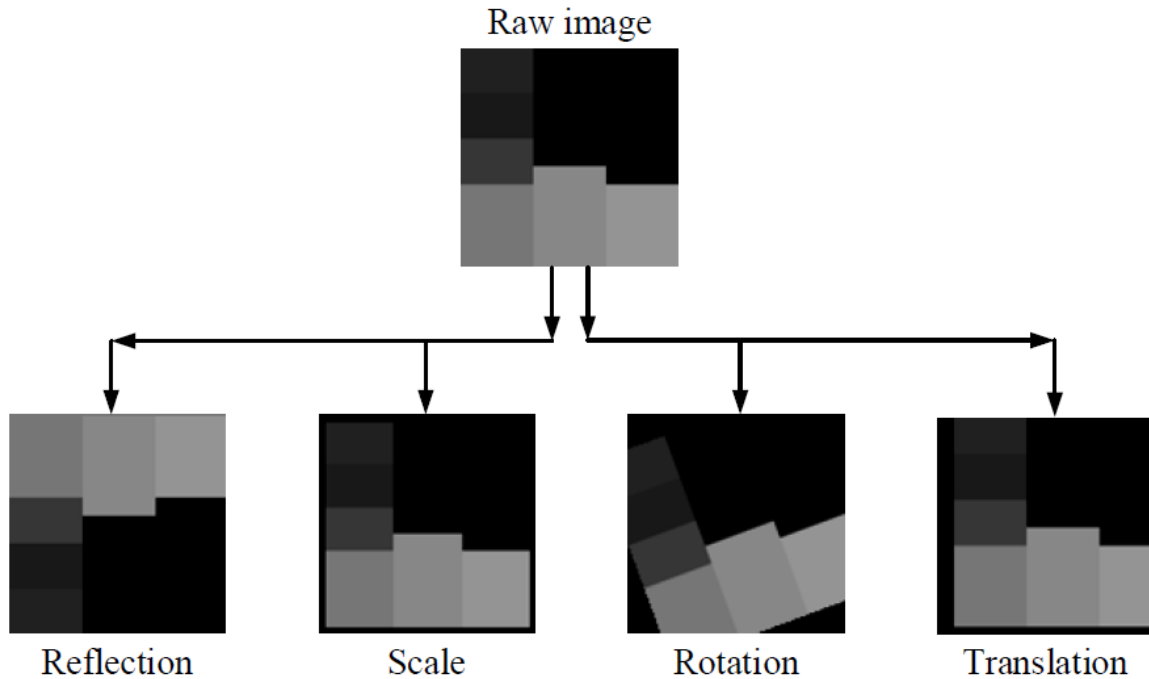 Raw image
Reflection
Scale
Rotation
Translation